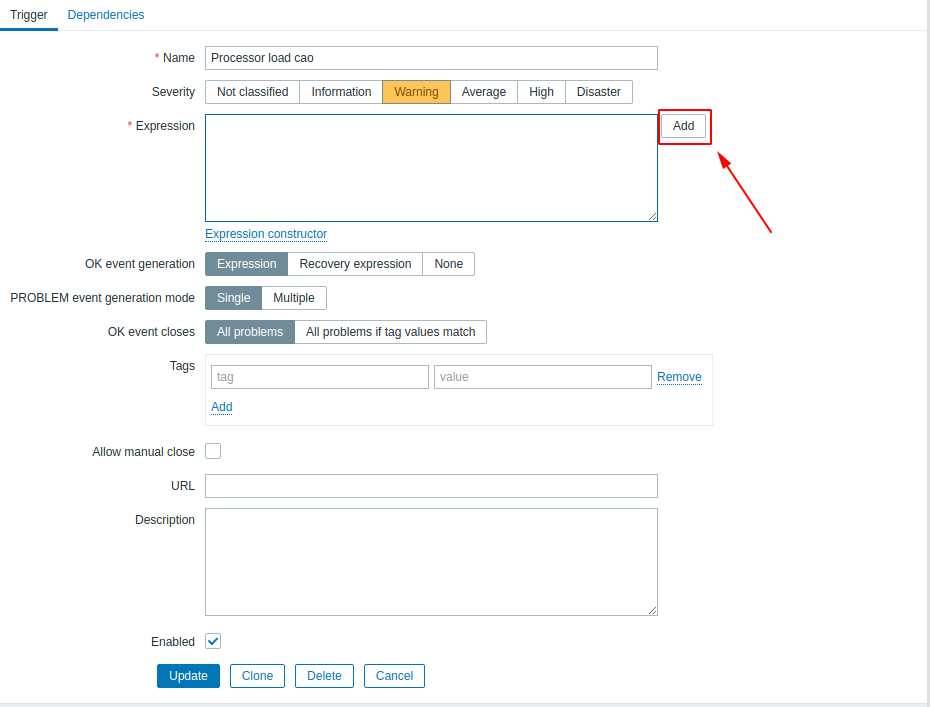 Trigger Dependencies
* Name Processor load cao
Severity Not classified Information Warning Average High Disaster
* Expression Add
Expression constructor
OK event generation Expression Recovery expression None
PROBLEM event generation mode Single Multiple
OK event closes All problems All problems if tag values match
Tags
tag value Remove
Add
Allow manual close
URL
Description
Enabled
Update Clone Delete Cancel